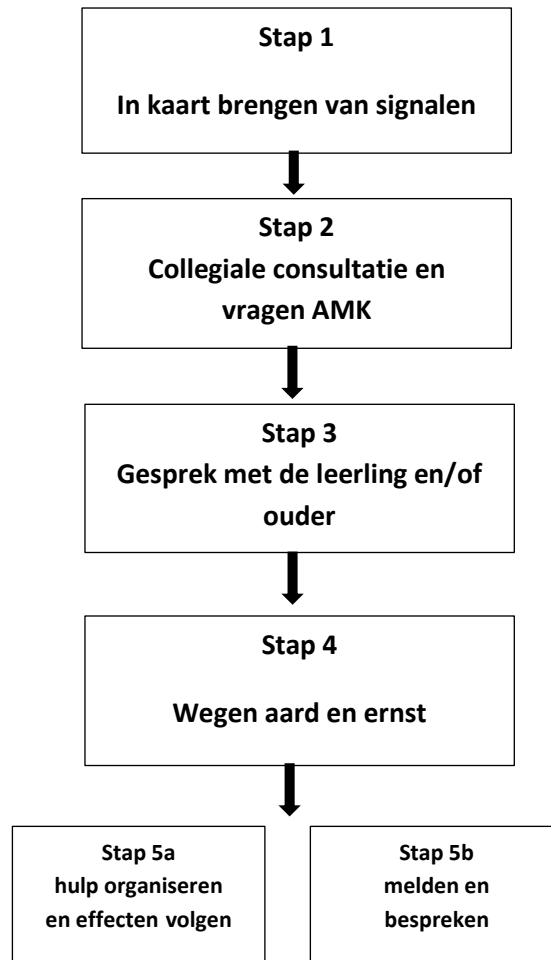 Stap 1
In kaart brengen van signalen
Stap 2
Collegiale consultatie en
vragen AMK
Stap 3
Gesprek met de leerling en/of
ouder
Stap 4
Wegen aard en ernst
Stap 5a
hulp organiseren
en effecten volgen
Stap 5b
melden en
bespreken